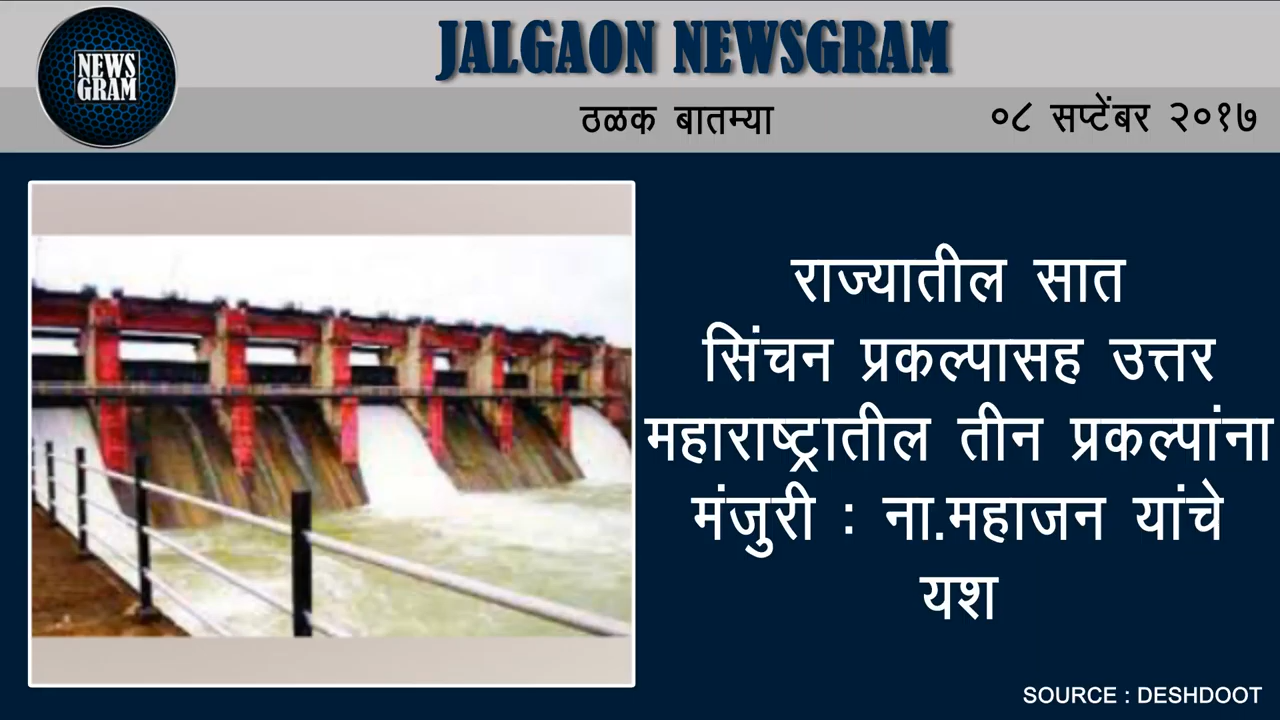 NEWS
GRAM
JALGAON NEWSGRAM
ठळक बातम्या
०८ सप्टेंबर २०१७
राज्यातील सात
सिंचन प्रकल्पासह उत्तर
महाराष्ट्रातील तीन प्रकल्पांना
मंजुरी : ना.महाजन यांचे
यश
SOURCE : DESHDOOT